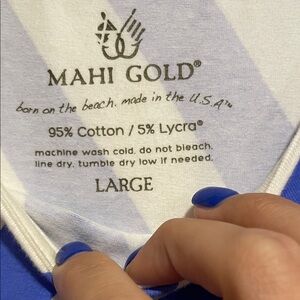 MAHI GOLD®
born on the beach. made in the U.S.A™
95% Cotton / 5% Lycra®
machine wash cold. do not bleach.
line dry. tumble dry low if needed.
LARGE